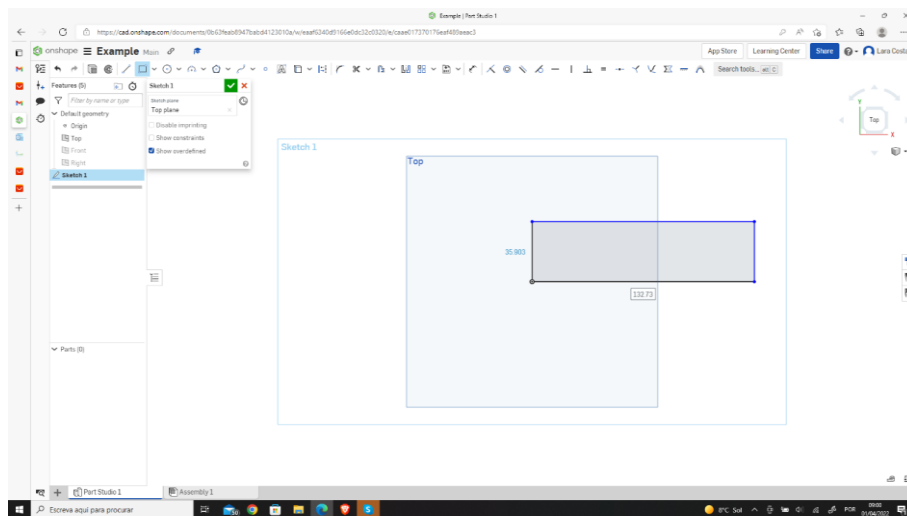 Example | Part Studio 1
https://cad.onshape.com/documents/
onshape Example Main
App Store Learning Center Share Lara Costa
Search tools...
Features (5)
Filter by name or type
Default geometry
Origin
Top
Front
Right
Sketch 1
Parts (0)
Sketch 1
Sketch plane
Top plane
Disable imprinting
Show constraints
Show overdefined
Sketch 1
Top
35.803
132.73
Y
Top
X
Part Studio 1 Assembly 1
Escreva aqui para procurar
8°C Sol
POR
01/04/2022